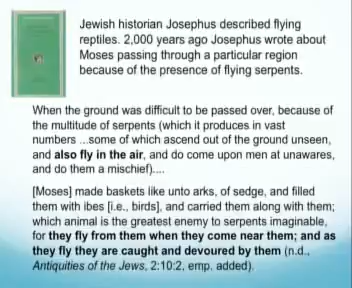 Jewish historian Josephus described flying
reptiles. 2,000 years ago Josephus wrote about
Moses passing through a particular region
because of the presence of flying serpents.
When the ground was difficult to be passed over, because of
the multitude of serpents (which it produces in vast
numbers ...some of which ascend out of the ground unseen,
and also fly in the air, and do come upon men at unawares,
and do them a mischief)....
[Moses] made baskets like unto arks, of sedge, and filled
them with ibes [i.e., birds], and carried them along with them;
which animal is the greatest enemy to serpents imaginable,
for they fly from them when they come near them; and as
they fly they are caught and devoured by them (n.d.,
Antiquities of the Jews, 2:10:2, emp. added).